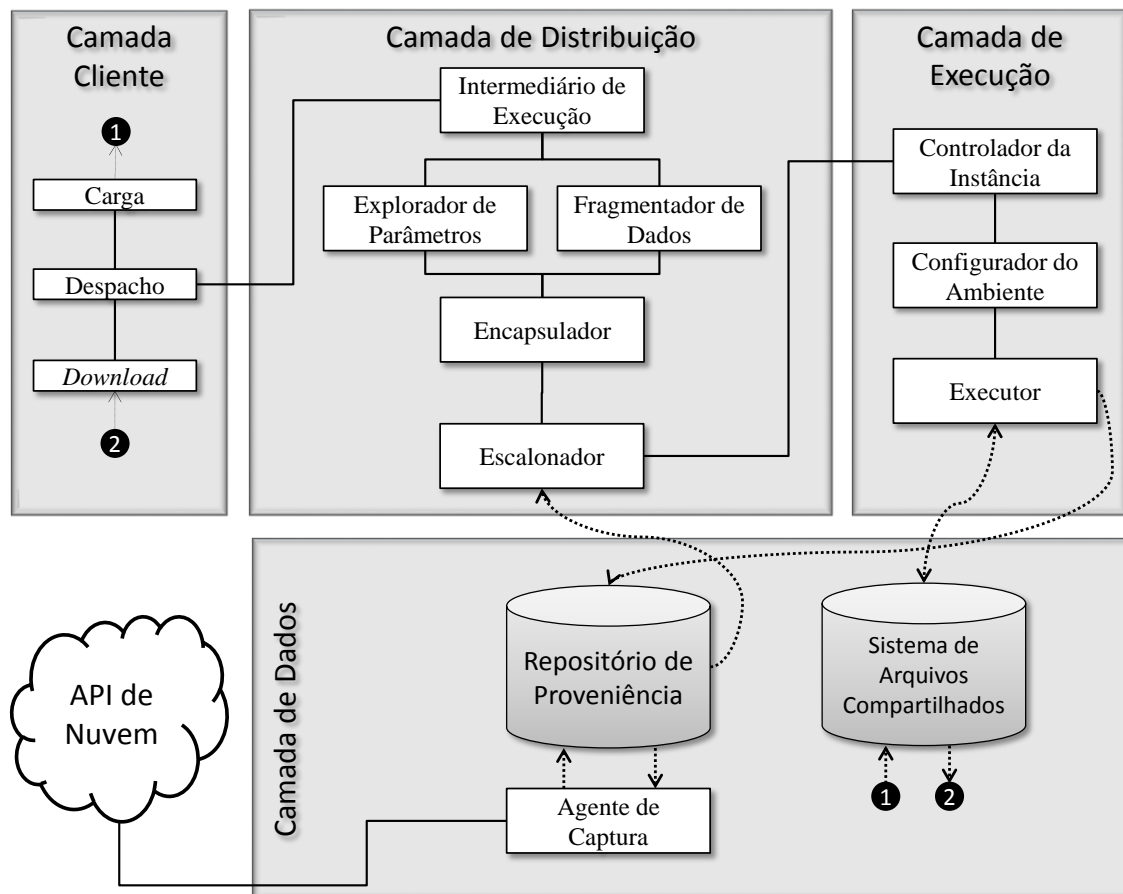 Camada
Cliente
1
Carga
Despacho
Download
2
Camada de Distribuição
Intermediário de
Execução
Explorador de
Parâmetros
Fragmentador de
Dados
Encapsulador
Escalonador
Camada de
Execução
Controlador da
Instância
Configurador do
Ambiente
Executor
API de
Nuvem
Camada de Dados
Repositório de
Proveniência
Agente de
Captura
Sistema de
Arquivos
Compartilhados
1
2